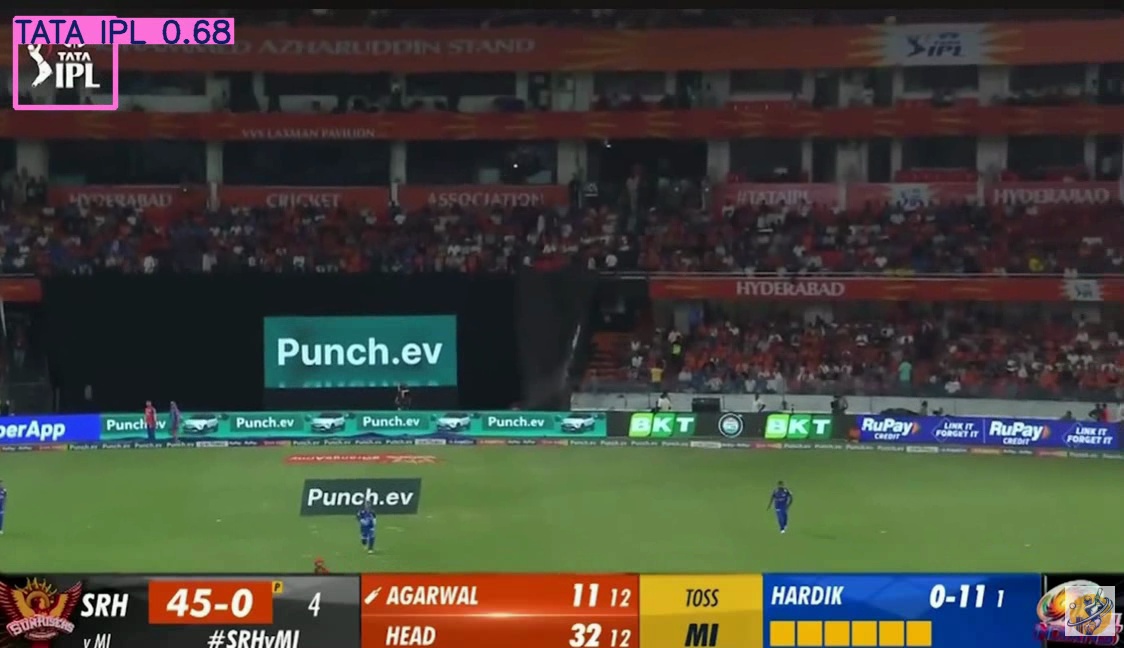 TATA IPL 0.68
TATA
IPL
AZHARUDDIN STAND
IPL
VVS LAXMAN PAVILION
HYDERABAD CRICKET ASSOCIATION #TATAIPL HYDERABAD
HYDERABAD
Punch.ev
perApp Punch.ev Punch.ev Punch.ev Punch.ev BKT BKT RuPay CREDIT LINK IT FORGET IT RuPay CREDIT LINK IT FORGET IT
Punch.ev
SRH 45-0 P 4 AGARWAL 11 12 TOSS HARDIK 0-11 1
v MI #SRHvMI HEAD 32 12 MI
SUNRISERS